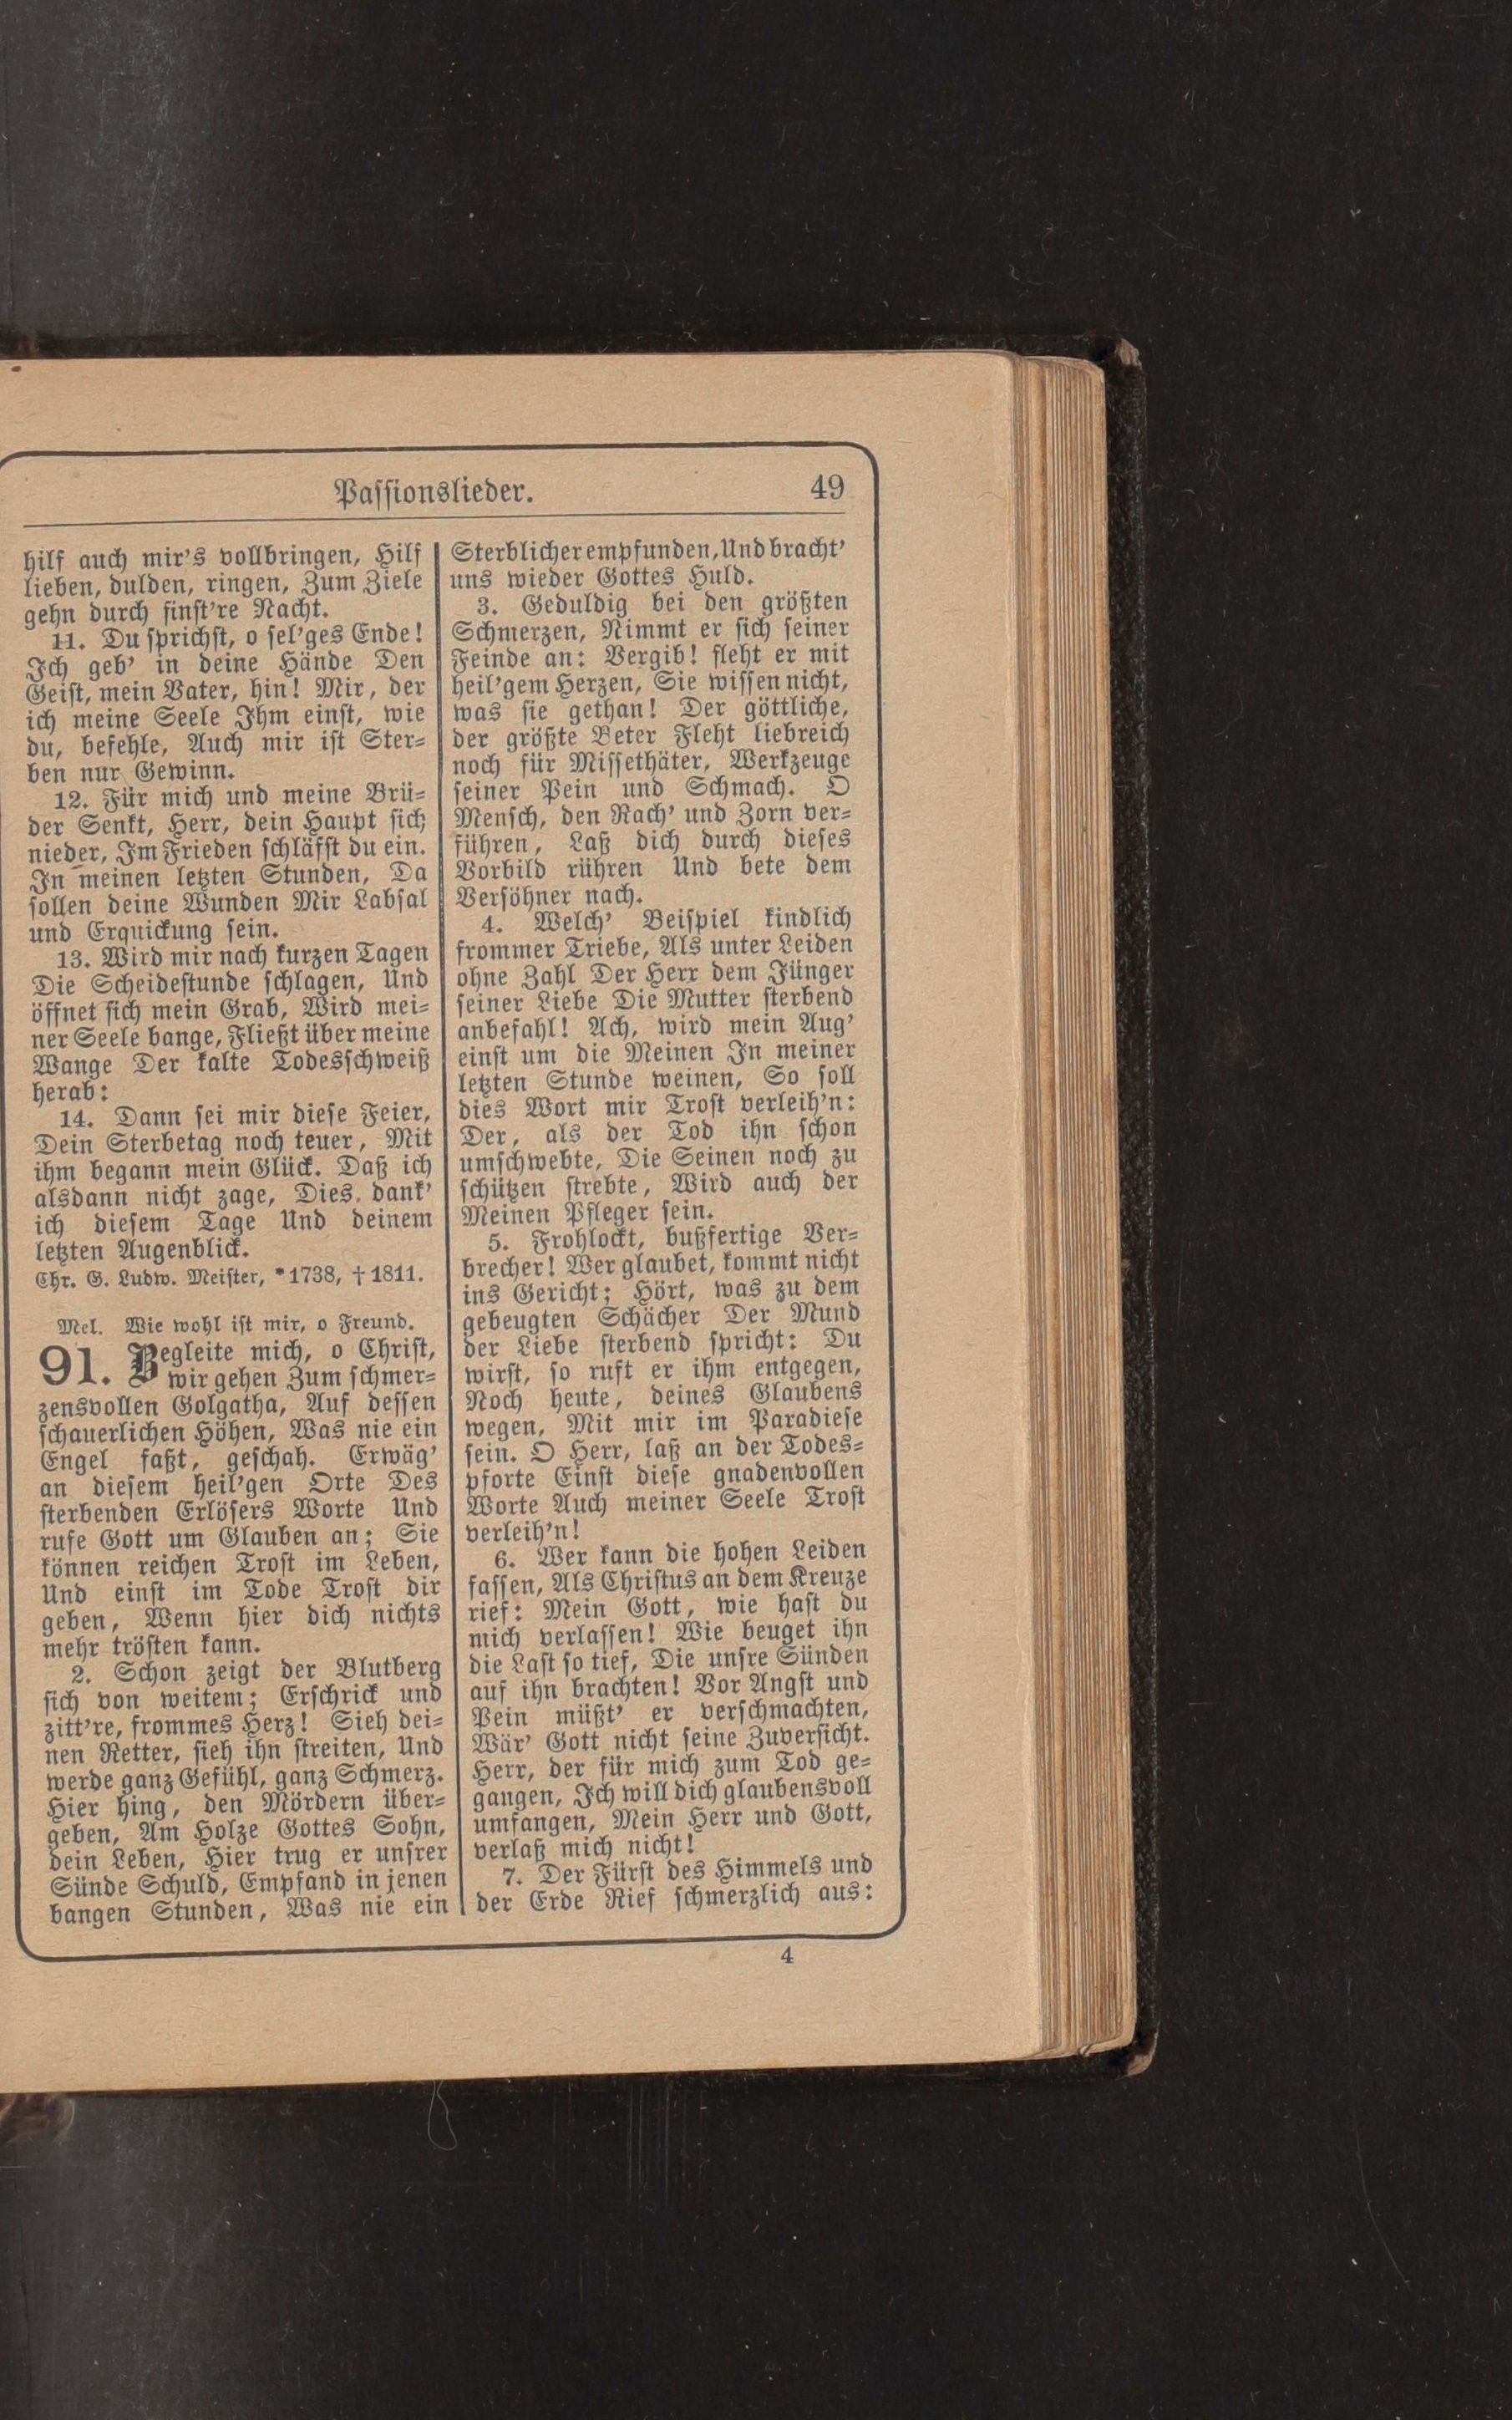 Passionslieder. 49
hilf auch mir's vollbringen, Hilf
lieben, dulden, ringen, Zum Ziele
gehn durch finst're Nacht.
11. Du sprichst, o sel'ges Ende!
Ich geb' in deine Hände Den
Geist, mein Vater, hin! Mir, der
ich meine Seele Ihm einst, wie
du, befehle, Auch mir ist Ster=
ben nur Gewinn.
12. Für mich und meine Brü=
der Senkt, Herr, dein Haupt sich
nieder, Im Frieden schläfst du ein.
In meinen letzten Stunden, Da
sollen deine Wunden Mir Labsal
und Erquickung sein.
13. Wird mir nach kurzen Tagen
Die Scheidestunde schlagen, Und
öffnet sich mein Grab, Wird mei=
ner Seele bange, Fließt über meine
Wange Der kalte Todesschweiß
herab:
14. Dann sei mir diese Feier,
Dein Sterbetag noch teuer, Mit
ihm begann mein Glück. Daß ich
alsdann nicht zage, Dies dank'
ich diesem Tage Und deinem
letzten Augenblick.
Chr. G. Ludw. Meister, *1738, †1811.
Mel. Wie wohl ist mir, o Freund.
91. Begleite mich, o Christ,
wir gehen Zum schmer=
zensvollen Golgatha, Auf dessen
schauerlichen Höhen, Was nie ein
Engel faßt, geschah. Erwäg'
an diesem heil'gen Orte Des
sterbenden Erlösers Worte Und
rufe Gott um Glauben an; Sie
können reichen Trost im Leben,
Und einst im Tode Trost dir
geben, Wenn hier dich nichts
mehr trösten kann.
2. Schon zeigt der Blutberg
sich von weitem; Erschrick und
zitt're, frommes Herz! Sieh dei=
nen Retter, sieh ihn streiten, Und
werde ganz Gefühl, ganz Schmerz.
Hier hing, den Mördern über=
geben, Am Holze Gottes Sohn,
dein Leben, Hier trug er unsrer
Sünde Schuld, Empfand in jenen
bangen Stunden, Was nie ein
Sterblicher empfunden, Und bracht'
uns wieder Gottes Huld.
3. Geduldig bei den größten
Schmerzen, Nimmt er sich seiner
Feinde an: Vergib! fleht er mit
heil'gem Herzen, Sie wissen nicht,
was sie gethan! Der göttliche,
der größte Beter Fleht liebreich
noch für Missethäter, Werkzeuge
seiner Pein und Schmach. O
Mensch, den Rach' und Zorn ver=
führen, Laß dich durch dieses
Vorbild rühren Und bete dem
Versöhner nach.
4. Welch' Beispiel kindlich
frommer Triebe, Als unter Leiden
ohne Zahl Der Herr dem Jünger
seiner Liebe Die Mutter sterbend
anbefahl! Ach, wird mein Aug'
einst um die Meinen In meiner
letzten Stunde weinen, So soll
dies Wort mir Trost verleih'n:
Der, als der Tod ihn schon
umschwebte, Die Seinen noch zu
schützen strebte, Wird auch der
Meinen Pfleger sein.
5. Frohlockt, bußfertige Ver=
brecher! Wer glaubet, kommt nicht
ins Gericht; Hört, was zu dem
gebeugten Schächer Der Mund
der Liebe sterbend spricht: Du
wirst, so ruft er ihm entgegen,
Noch heute, deines Glaubens
wegen, Mit mir im Paradiese
sein. O Herr, laß an der Todes=
pforte Einst diese gnadenvollen
Worte Auch meiner Seele Trost
verleih'n!
6. Wer kann die hohen Leiden
fassen, Als Christus an dem Kreuze
rief: Mein Gott, wie hast du
mich verlassen! Wie beuget ihn
die Last so tief, Die unsre Sünden
auf ihn brachten! Vor Angst und
Pein müßt' er verschmachten,
Wär' Gott nicht seine Zuversicht.
Herr, der für mich zum Tod ge=
gangen, Ich will dich glaubensvoll
umfangen, Mein Herr und Gott,
verlaß mich nicht!
7. Der Fürst des Himmels und
der Erde Rief schmerzlich aus:
4